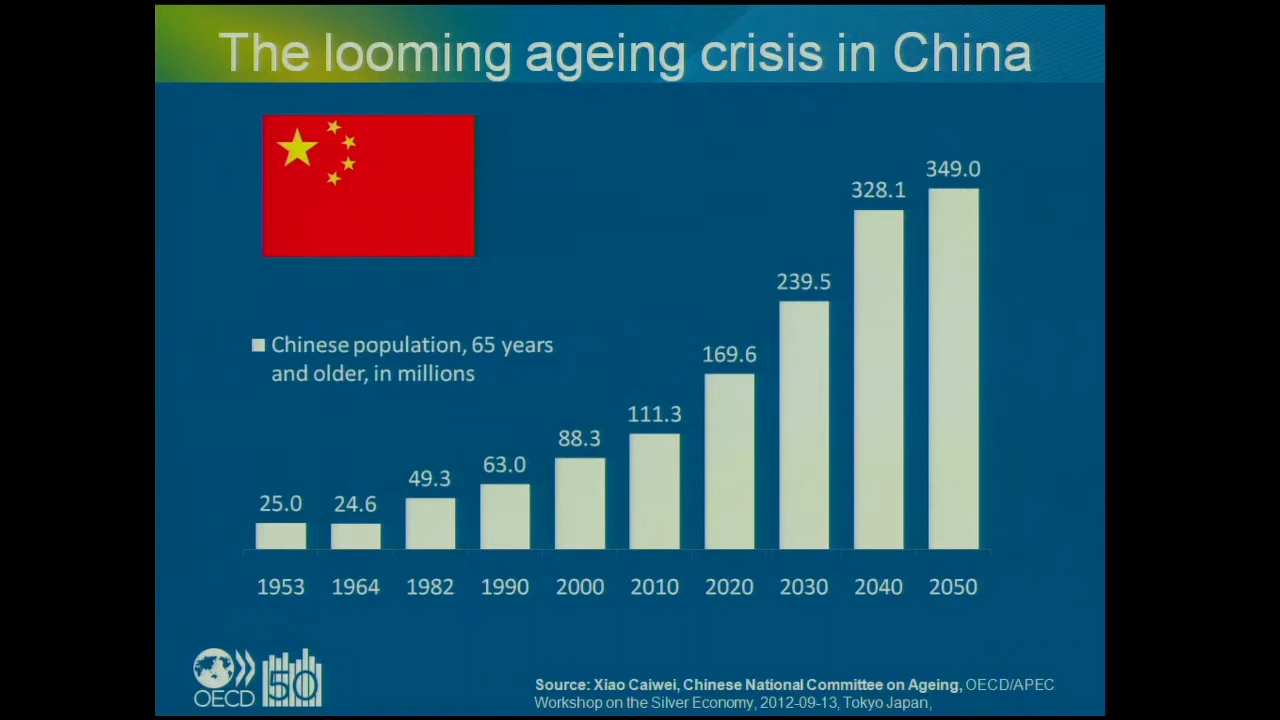 The looming ageing crisis in China
349.0
328.1
239.5
Chinese population, 65 years
and older, in millions
169.6
111.3
88.3
63.0
49.3
25.0
24.6
1953 1964 1982 1990 2000 2010 2020 2030 2040 2050
OECD 50
Source: Xiao Caiwei, Chinese National Committee on Ageing, OECD/APEC
Workshop on the Silver Economy, 2012-09-13, Tokyo Japan,